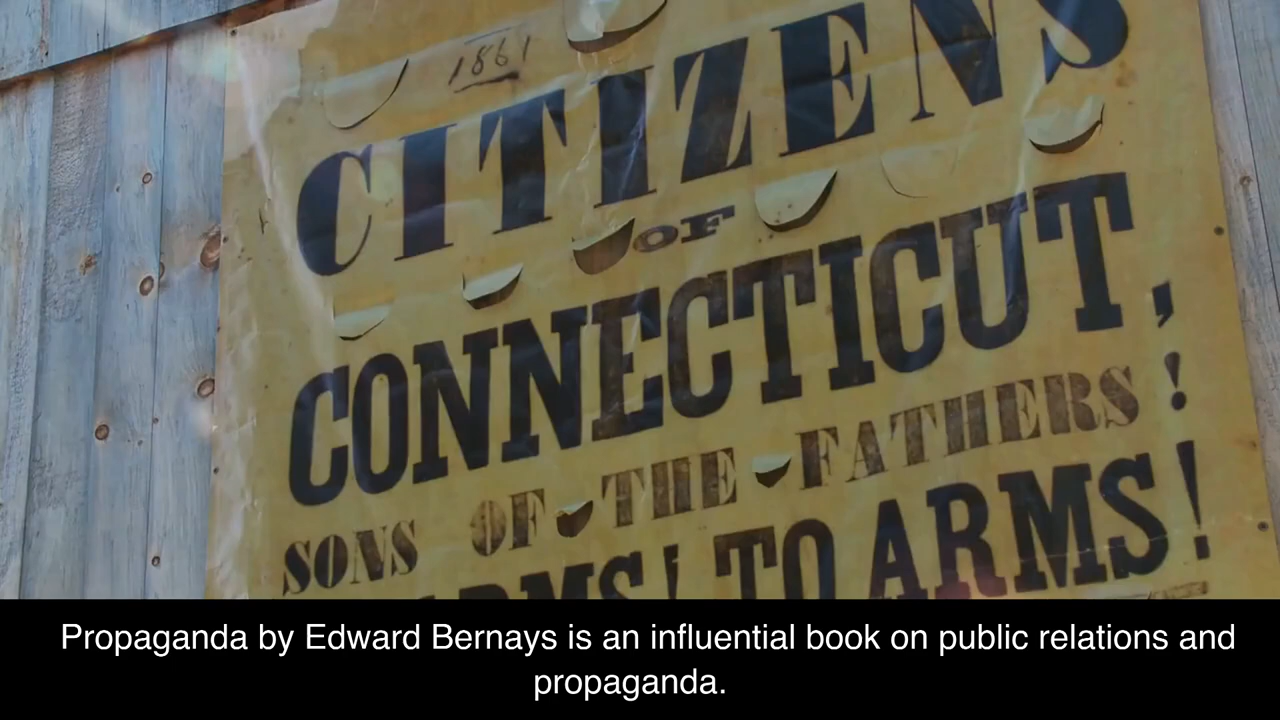 1861
CITIZENS
OF
CONNECTICUT,
SONS OF THE FATHERS!
ARMS! TO ARMS!
Propaganda by Edward Bernays is an influential book on public relations and
propaganda.